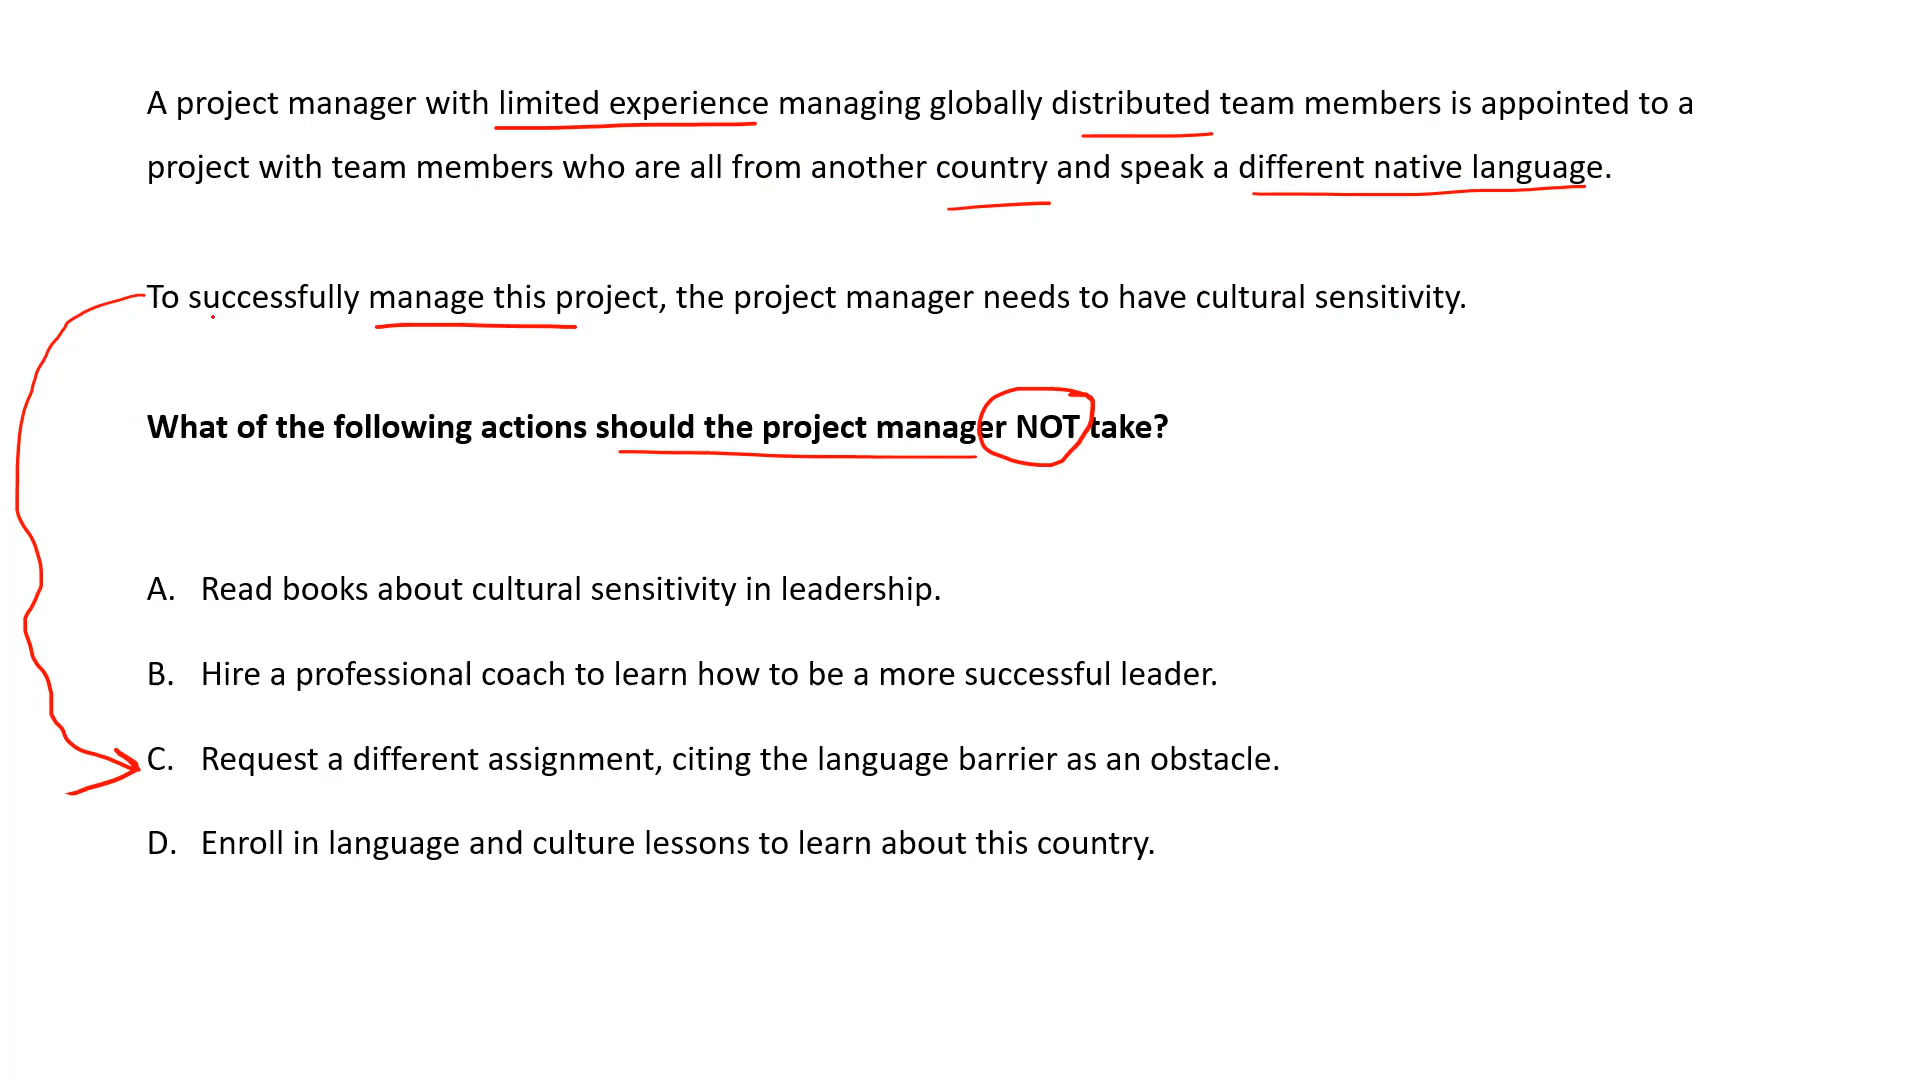 A project manager with limited experience managing globally distributed team members is appointed to a
project with team members who are all from another country and speak a different native language.
To successfully manage this project, the project manager needs to have cultural sensitivity.
What of the following actions should the project manager NOT take?
A. Read books about cultural sensitivity in leadership.
B. Hire a professional coach to learn how to be a more successful leader.
C. Request a different assignment, citing the language barrier as an obstacle.
D. Enroll in language and culture lessons to learn about this country.